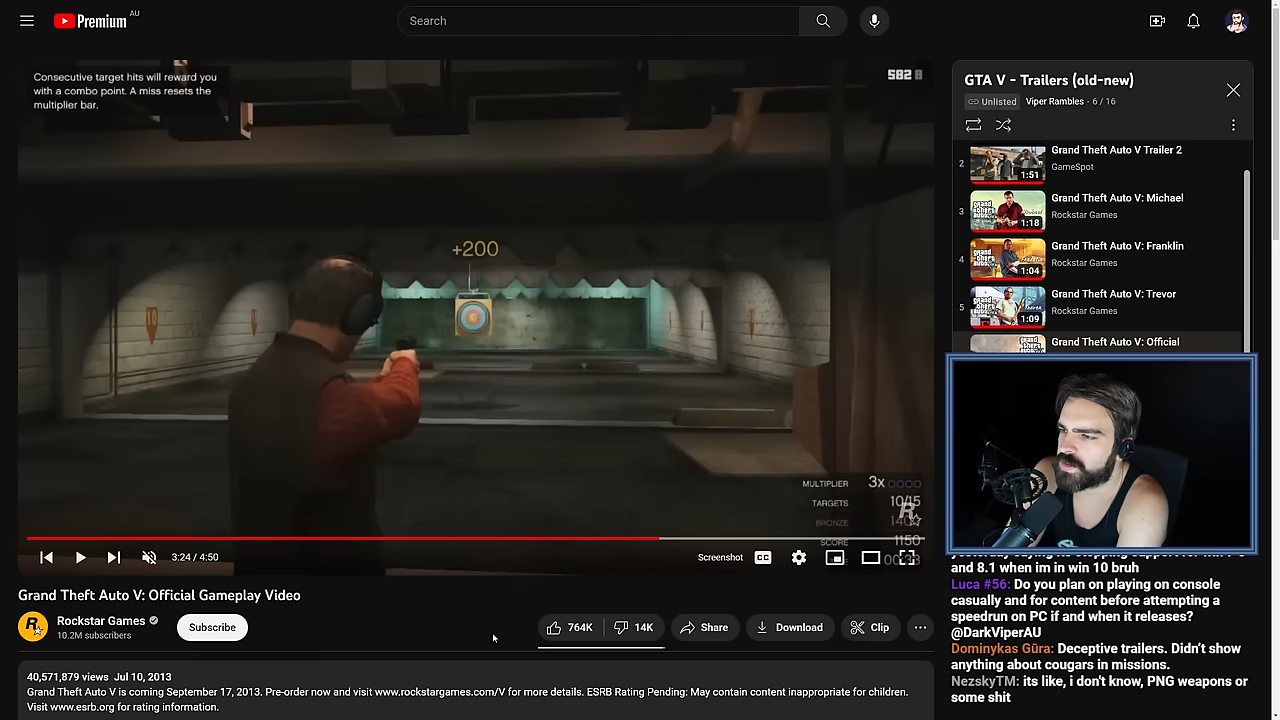 Premium AU
Search
Consecutive target hits will reward you
with a combo point. A miss resets the
multiplier bar.
582 8
+200
MULTIPLIER 3x
TARGETS 10/15
BRONZE
SCORE 1150
3:24 / 4:50
Screenshot
CC
Grand Theft Auto V: Official Gameplay Video
Rockstar Games
10.2M subscribers
Subscribe
764K
14K
Share
Download
Clip
40,571,879 views Jul 10, 2013
Grand Theft Auto V is coming September 17, 2013. Pre-order now and visit www.rockstargames.com/V for more details. ESRB Rating Pending: May contain content inappropriate for children.
Visit www.esrb.org for rating information.
GTA V - Trailers (old-new)
Unlisted Viper Rambles - 6 / 16
2
1:51
Grand Theft Auto V Trailer 2
GameSpot
3
1:18
Grand Theft Auto V: Michael
Rockstar Games
4
1:04
Grand Theft Auto V: Franklin
Rockstar Games
5
1:09
Grand Theft Auto V: Trevor
Rockstar Games
Grand Theft Auto V: Official
and 8.1 when im in win 10 bruh
Luca #56: Do you plan on playing on console
casually and for content before attempting a
speedrun on PC if and when it releases?
@DarkViperAU
Dominykas Gūra: Deceptive trailers. Didn't show
anything about cougars in missions.
NezskyTM: its like, i don't know, PNG weapons or
some shit